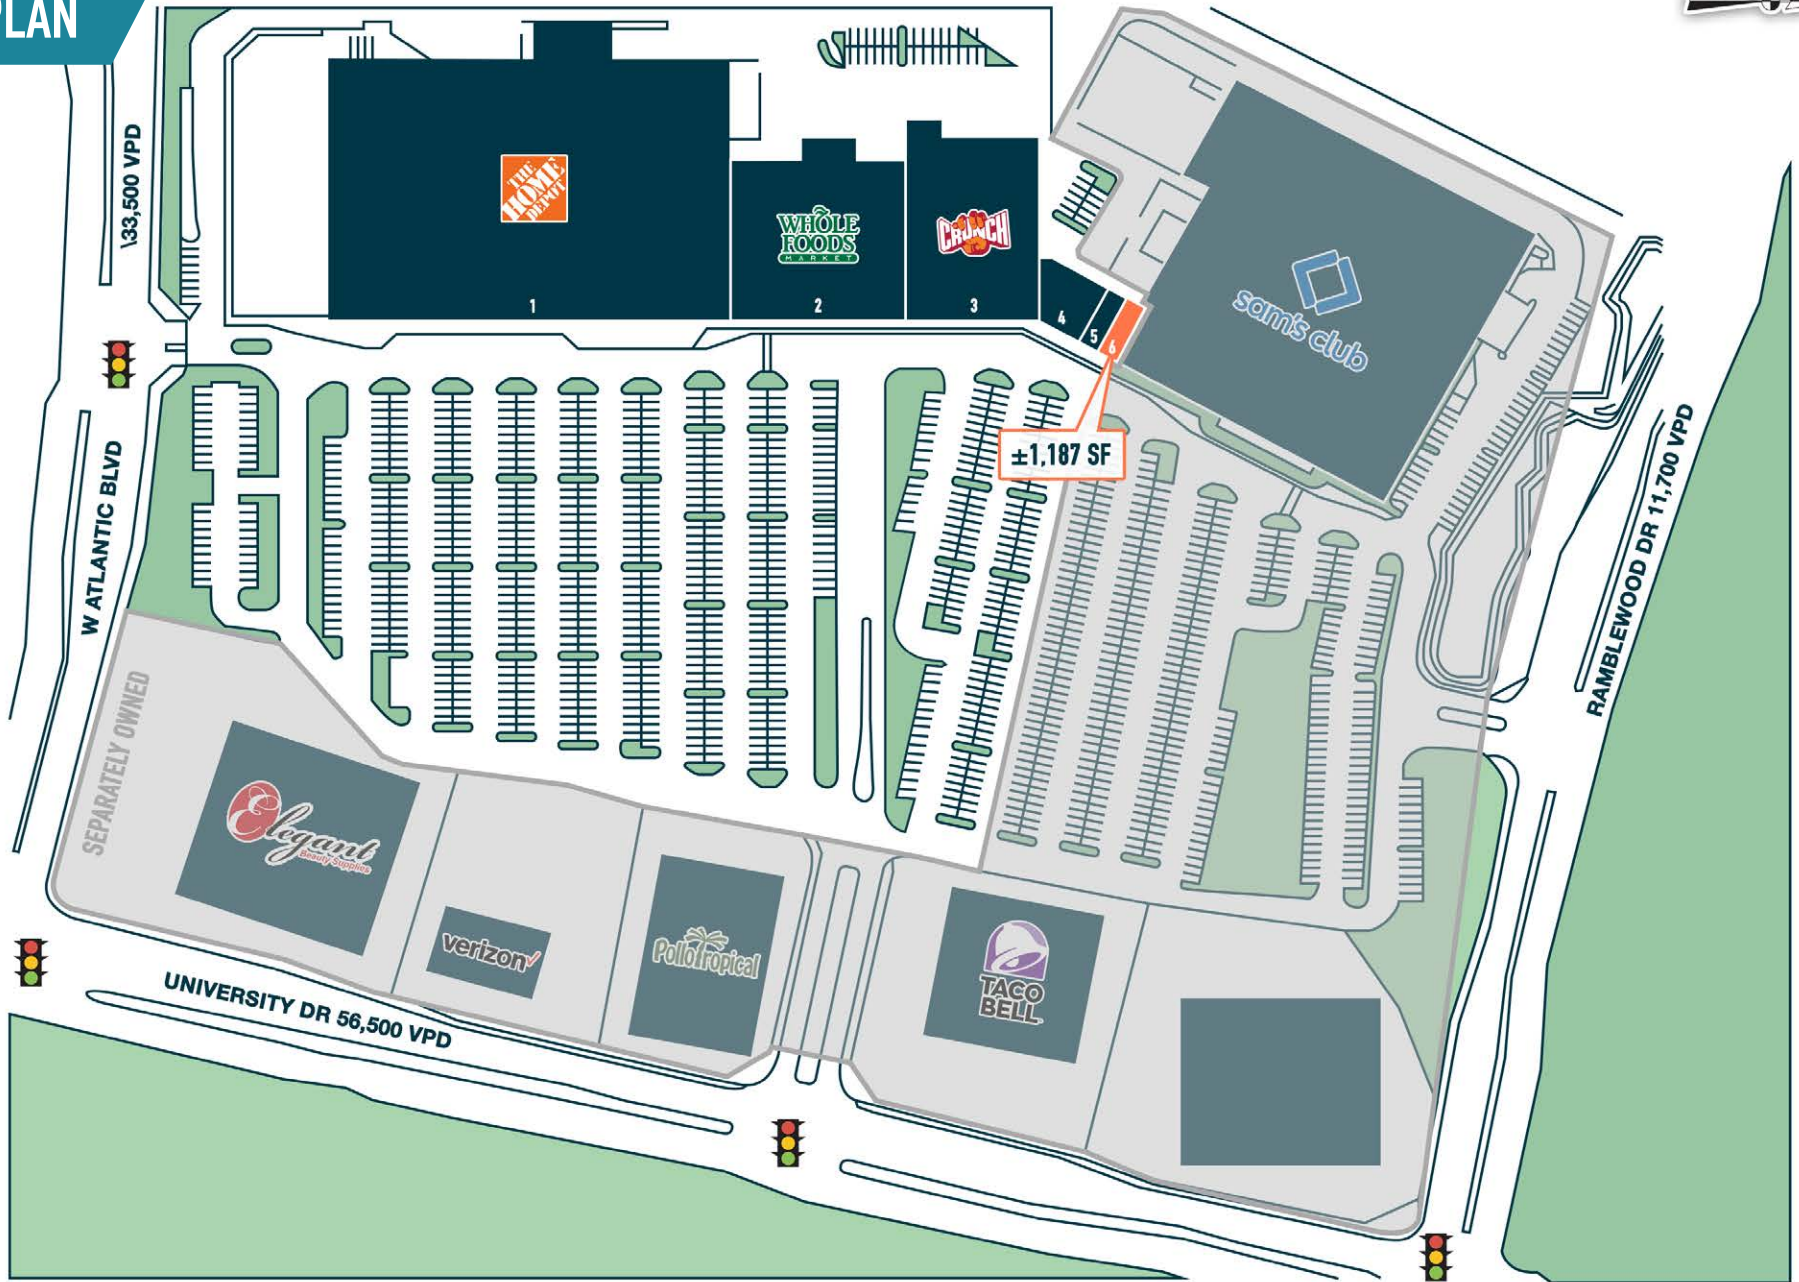 PLAN
\33,500 VPD
THE
HOME
DEPOT
1
WHOLE
FOODS
MARKET
2
CRUNCH
3
4
5
6
±1,187 SF
sam's club
W ATLANTIC BLVD
RAMBLEWOOD DR 11,700 VPD
SEPARATELY OWNED
Elegant
Beauty Supplies
verizon
Pollo Tropical
TACO
BELL
UNIVERSITY DR 56,500 VPD